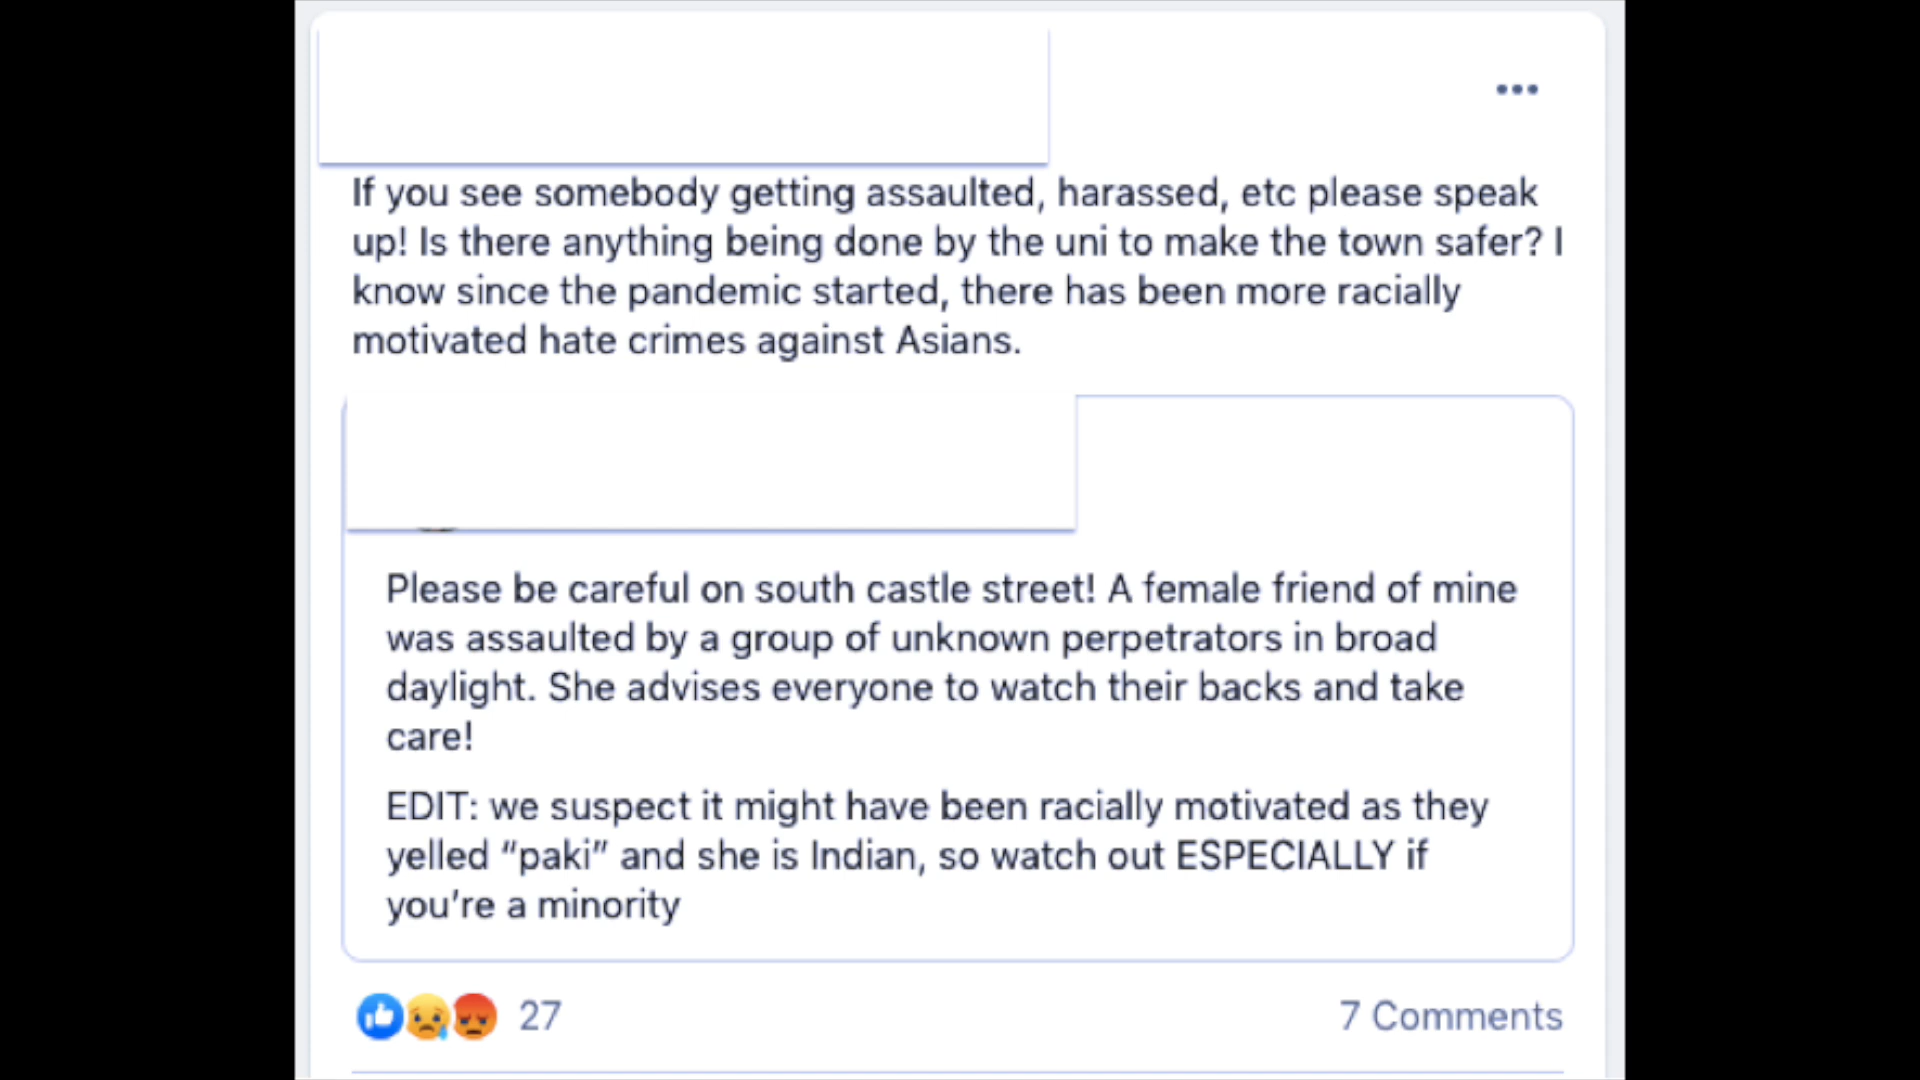 If you see somebody getting assaulted, harassed, etc please speak
up! Is there anything being done by the uni to make the town safer? I
know since the pandemic started, there has been more racially
motivated hate crimes against Asians.
Please be careful on south castle street! A female friend of mine
was assaulted by a group of unknown perpetrators in broad
daylight. She advises everyone to watch their backs and take
care!
EDIT: we suspect it might have been racially motivated as they
yelled “paki” and she is Indian, so watch out ESPECIALLY if
you’re a minority
27
7 Comments